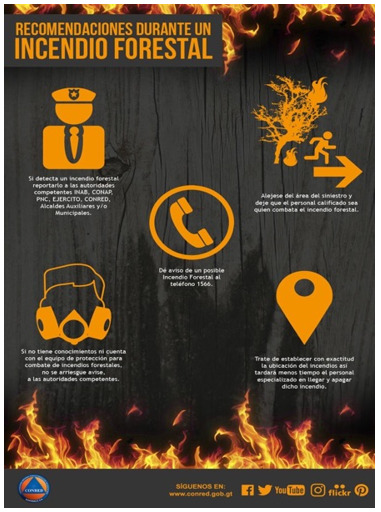 RECOMENDACIONES DURANTE UN
INCENDIO FORESTAL
Si detecta un incendio forestal
reportarlo a las autoridades
competentes INAB, CONAP,
PNC, EJERCITO, CONRED,
Alcaldes Auxiliares y/o
Municipales.
Aléjese del área del siniestro y
deje que el personal calificado sea
quien combata el incendio forestal.
Dé aviso de un posible
Incendio Forestal al
teléfono 1566.
Si no tiene conocimientos ni cuenta
con el equipo de protección para
combate de incendios forestales,
no se arriesgue avise,
a las autoridades competentes.
Trate de establecer con exactitud
la ubicación del incendios así
tardará menos tiempo el personal
especializado en llegar y apagar
dicho incendio.
CONRED
SÍGUENOS EN:
www.conred.gob.gt
You Tube
flickr